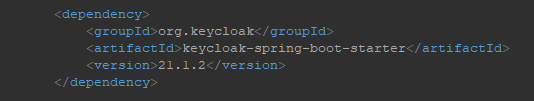 <dependency>
<groupId>org.keycloak</groupId>
<artifactId>keycloak-spring-boot-starter</artifactId>
<version>21.1.2</version>
</dependency>